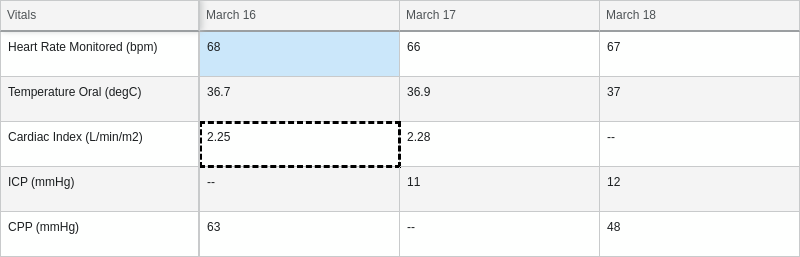 Vitals March 16 March 17 March 18
Heart Rate Monitored (bpm) 68 66 67
Temperature Oral (degC) 36.7 36.9 37
Cardiac Index (L/min/m2) 2.25 2.28 --
ICP (mmHg) -- 11 12
CPP (mmHg) 63 -- 48